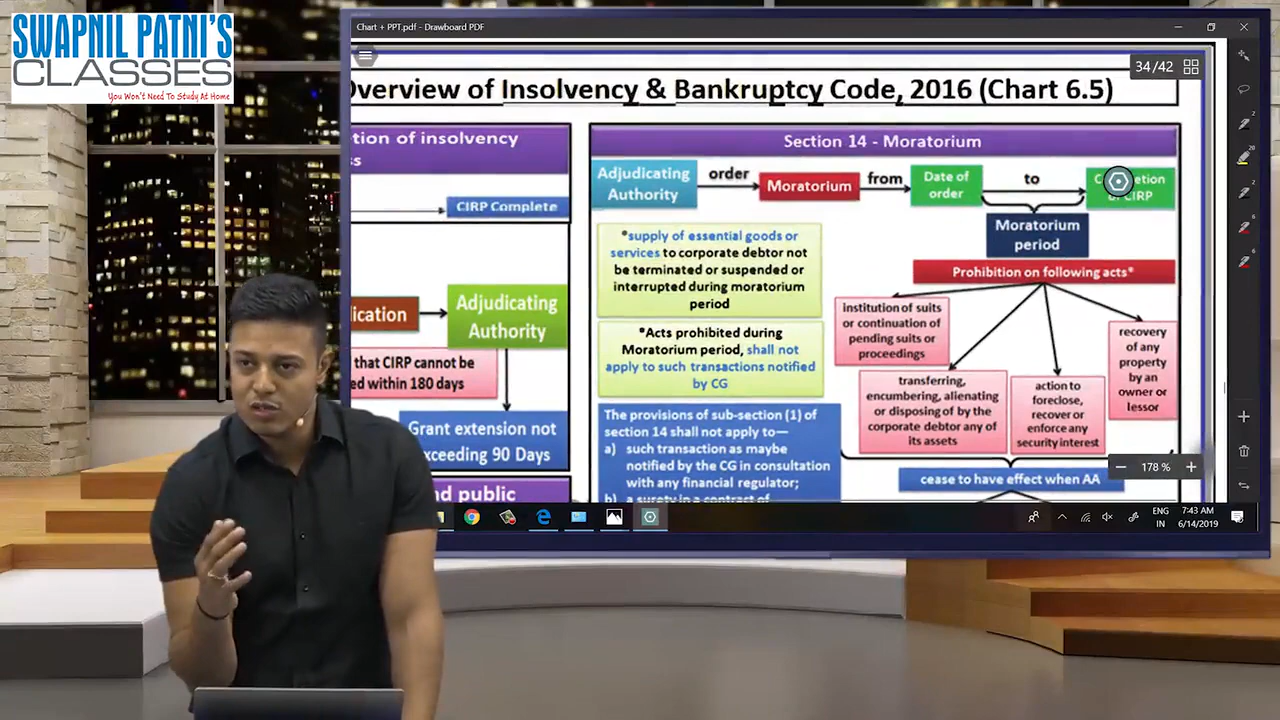 SWAPNIL PATNI'S
CLASSES
You Won't Need To Study At Home
Chart + PPT.pdf - Drawboard PDF
34/42
Overview of Insolvency & Bankruptcy Code, 2016 (Chart 6.5)
tion of insolvency
s
CIRP Complete
lication
Adjudicating
Authority
that CIRP cannot be
ed within 180 days
Grant extension not
exceeding 90 Days
nd public
Section 14 - Moratorium
Adjudicating
Authority
order
Moratorium
from
Date of
order
to
of CIRP
Moratorium
period
*supply of essential goods or
services to corporate debtor not
be terminated or suspended or
interrupted during moratorium
period
Prohibition on following acts*
institution of suits
or continuation of
pending suits or
proceedings
transferring,
encumbering, alienating
or disposing of by the
corporate debtor any of
its assets
action to
foreclose,
recover or
enforce any
security interest
recovery
of any
property
by an
owner or
lessor
*Acts prohibited during
Moratorium period, shall not
apply to such transactions notified
by CG
The provisions of sub-section (1) of
section 14 shall not apply to—
a) such transaction as maybe
notified by the CG in consultation
with any financial regulator;
b) a surety in a contract of
cease to have effect when AA
178 %
ENG
IN
7:43 AM
6/14/2019